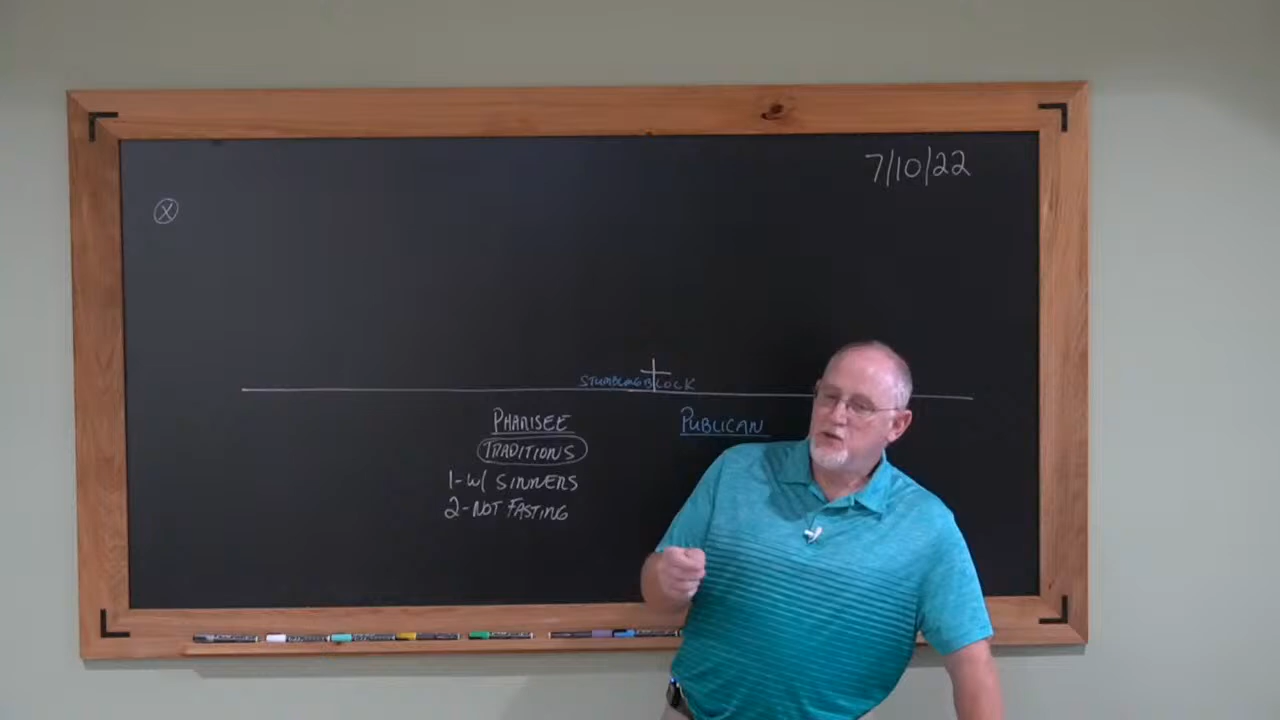 7/10/22
X
STUMBLINGBLOCK
PHARISEE
PUBLICAN
TRADITIONS
1-W/ SINNERS
2-NOT FASTING